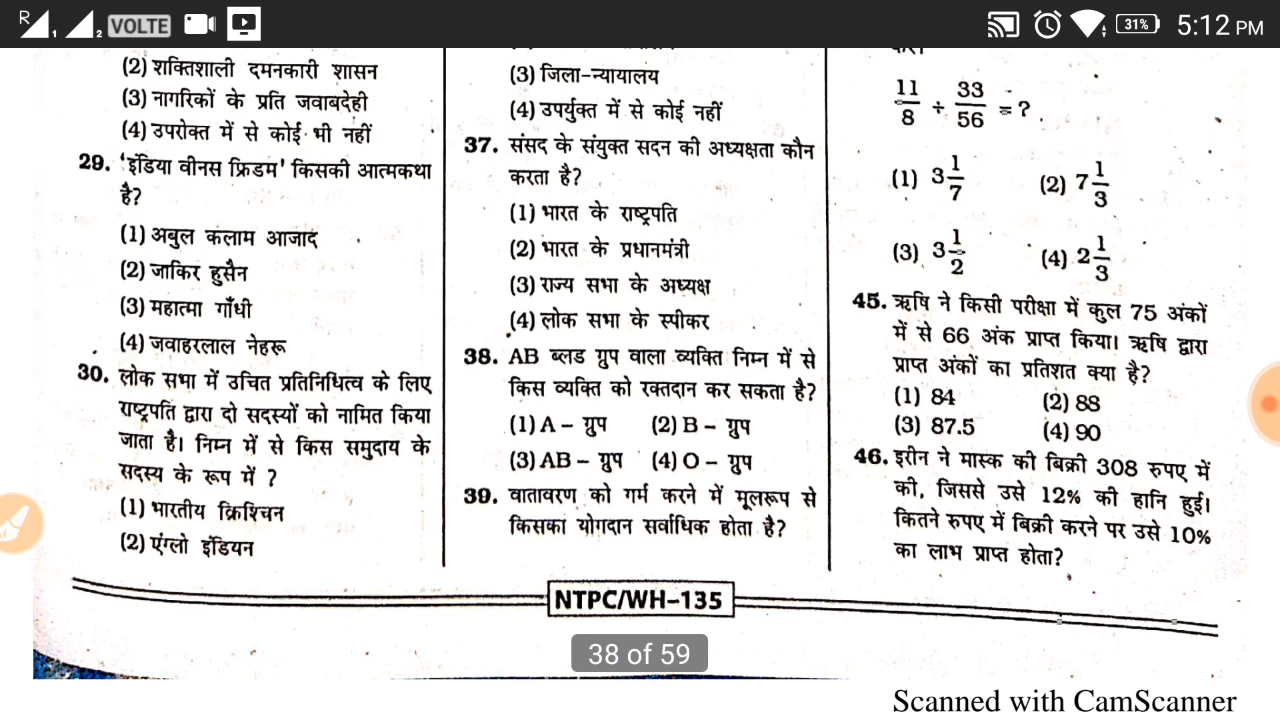 R 1 2 VOLTE 31% 5:12 PM
(2) शक्तिशाली दमनकारी शासन
(3) नागरिकों के प्रति जवाबदेही
(4) उपरोक्त में से कोई भी नहीं
29. 'इंडिया वीनस फ्रिडम' किसकी आत्मकथा
है?
(1) अबुल कलाम आजाद
(2) जाकिर हुसैन
(3) महात्मा गाँधी
(4) जवाहरलाल नेहरू
30. लोक सभा में उचित प्रतिनिधित्व के लिए
राष्ट्रपति द्वारा दो सदस्यों को नामित किया
जाता है। निम्न में से किस समुदाय के
सदस्य के रूप में ?
(1) भारतीय क्रिश्चिन
(2) एंग्लो इंडियन
(3) जिला-न्यायालय
(4) उपर्युक्त में से कोई नहीं
37. संसद के संयुक्त सदन की अध्यक्षता कौन
करता है?
(1) भारत के राष्ट्रपति
(2) भारत के प्रधानमंत्री
(3) राज्य सभा के अध्यक्ष
(4) लोक सभा के स्पीकर
38. AB ब्लड ग्रुप वाला व्यक्ति निम्न में से
किस व्यक्ति को रक्तदान कर सकता है?
(1) A – ग्रुप (2) B – ग्रुप
(3) AB – ग्रुप (4) O – ग्रुप
39. वातावरण को गर्म करने में मूलरूप से
किसका योगदान सर्वाधिक होता है?
11/8 ÷ 33/56 = ?
(1) 3 1/7 (2) 7 1/3
(3) 3 1/2 (4) 2 1/3
45. ऋषि ने किसी परीक्षा में कुल 75 अंकों
में से 66 अंक प्राप्त किया। ऋषि द्वारा
प्राप्त अंकों का प्रतिशत क्या है?
(1) 84 (2) 88
(3) 87.5 (4) 90
46. इरीन ने मास्क की बिक्री 308 रुपए में
की, जिससे उसे 12% की हानि हुई।
कितने रुपए में बिक्री करने पर उसे 10%
का लाभ प्राप्त होता?
NTPC/WH–135
38 of 59
Scanned with CamScanner